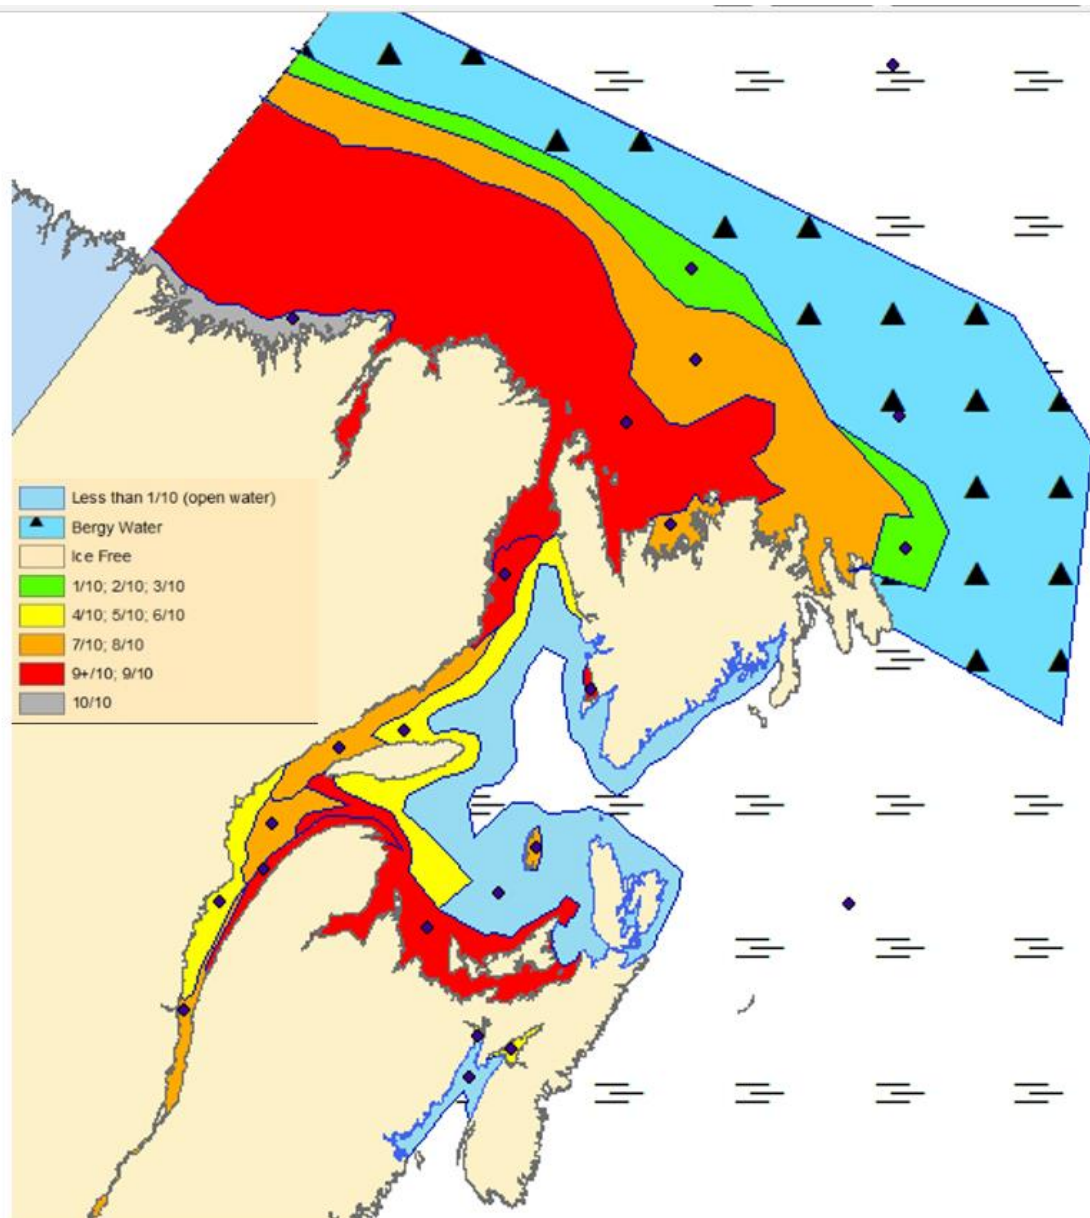 Less than 1/10 (open water)
Bergy Water
Ice Free
1/10; 2/10; 3/10
4/10; 5/10; 6/10
7/10; 8/10
9+/10; 9/10
10/10